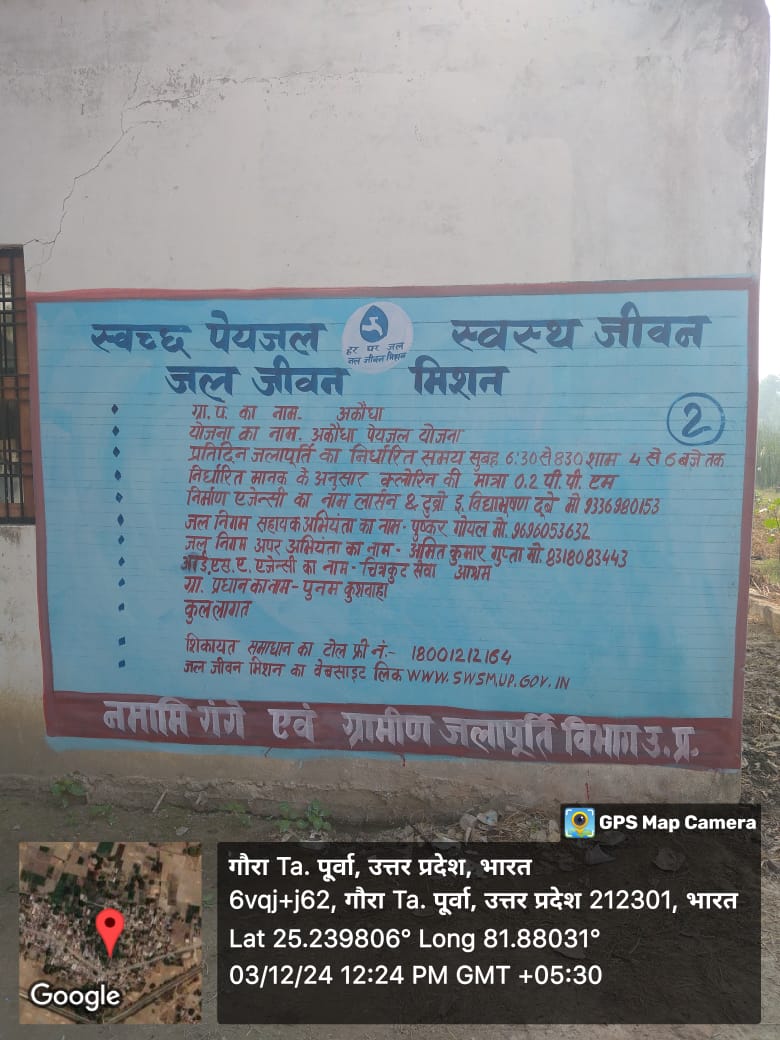 स्वच्छ पेयजल स्वस्थ जीवन
हर घर जल
जल जीवन मिशन
जल जीवन मिशन
2
ग्रा. पं. का नाम. अकौधा
योजना का नाम. अकौधा पेयजल योजना
प्रतिदिन जलापूर्ति का निर्धारित समय सुबह 6:30 से 830 शाम 4 से 6 बजे तक
निर्धारित मानक के अनुसार क्लोरिन की मात्रा 0.2 पी. पी. एम
निर्माण एजेन्सी का नाम लार्सन & टुब्रो इ. विद्याभूषण दूबे मो 9336980153
जल निगम सहायक अभियंता का नाम - पुष्कर गोयल मो. 9696053632
जल निगम अपर अभियंता का नाम - अमित कुमार गुप्ता मो. 8318083443
आई. एस. ए. एजेन्सी का नाम - चित्रकुट सेवा आश्रम
ग्रा. प्रधान का नाम - पुनम कुशवाहा
कुल लागत
शिकायत समाधान का टोल फ्री नं:- 18001212164
जल जीवन मिशन का वेबसाइट लिंक WWW.SWSM.UP.GOV.IN
नमामि गंगे एवं ग्रामीण जलापूर्ति विभाग उ. प्र.
GPS Map Camera
गौरा Ta. पूर्वा, उत्तर प्रदेश, भारत
6vqj+j62, गौरा Ta. पूर्वा, उत्तर प्रदेश 212301, भारत
Lat 25.239806° Long 81.88031°
03/12/24 12:24 PM GMT +05:30
Google